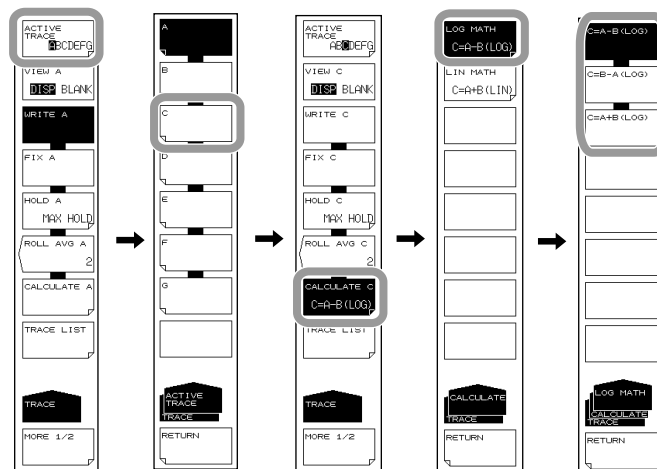 ACTIVE
TRACE
ABCDEFG
VIEW A
DISP BLANK
WRITE A
FIX A
HOLD A
MAX HOLD
ROLL AVG A
2
CALCULATE A
TRACE LIST
TRACE
MORE 1/2
A
B
C
D
E
F
G
ACTIVE
TRACE
TRACE
RETURN
ACTIVE
TRACE
ABCDEFG
VIEW C
DISP BLANK
WRITE C
FIX C
HOLD C
MAX HOLD
ROLL AVG C
2
CALCULATE C
C=A-B(LOG)
TRACE LIST
TRACE
MORE 1/2
LOG MATH
C=A-B(LOG)
LIN MATH
C=A+B(LIN)
CALCULATE
TRACE
RETURN
C=A-B(LOG)
C=B-A(LOG)
C=A+B(LOG)
LOG MATH
CALCULATE
TRACE
RETURN